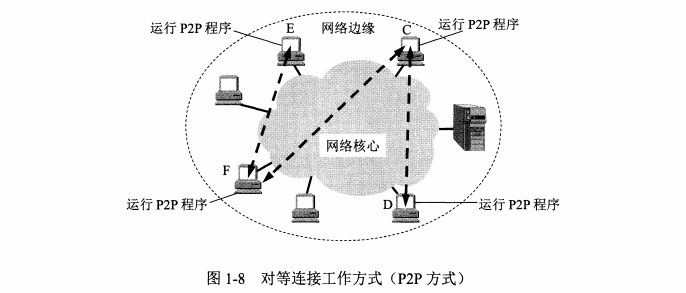 运行 P2P 程序
E
网络边缘
C
运行 P2P 程序
网络核心
F
运行 P2P 程序
D
运行 P2P 程序
图 1-8 对等连接工作方式（P2P 方式）